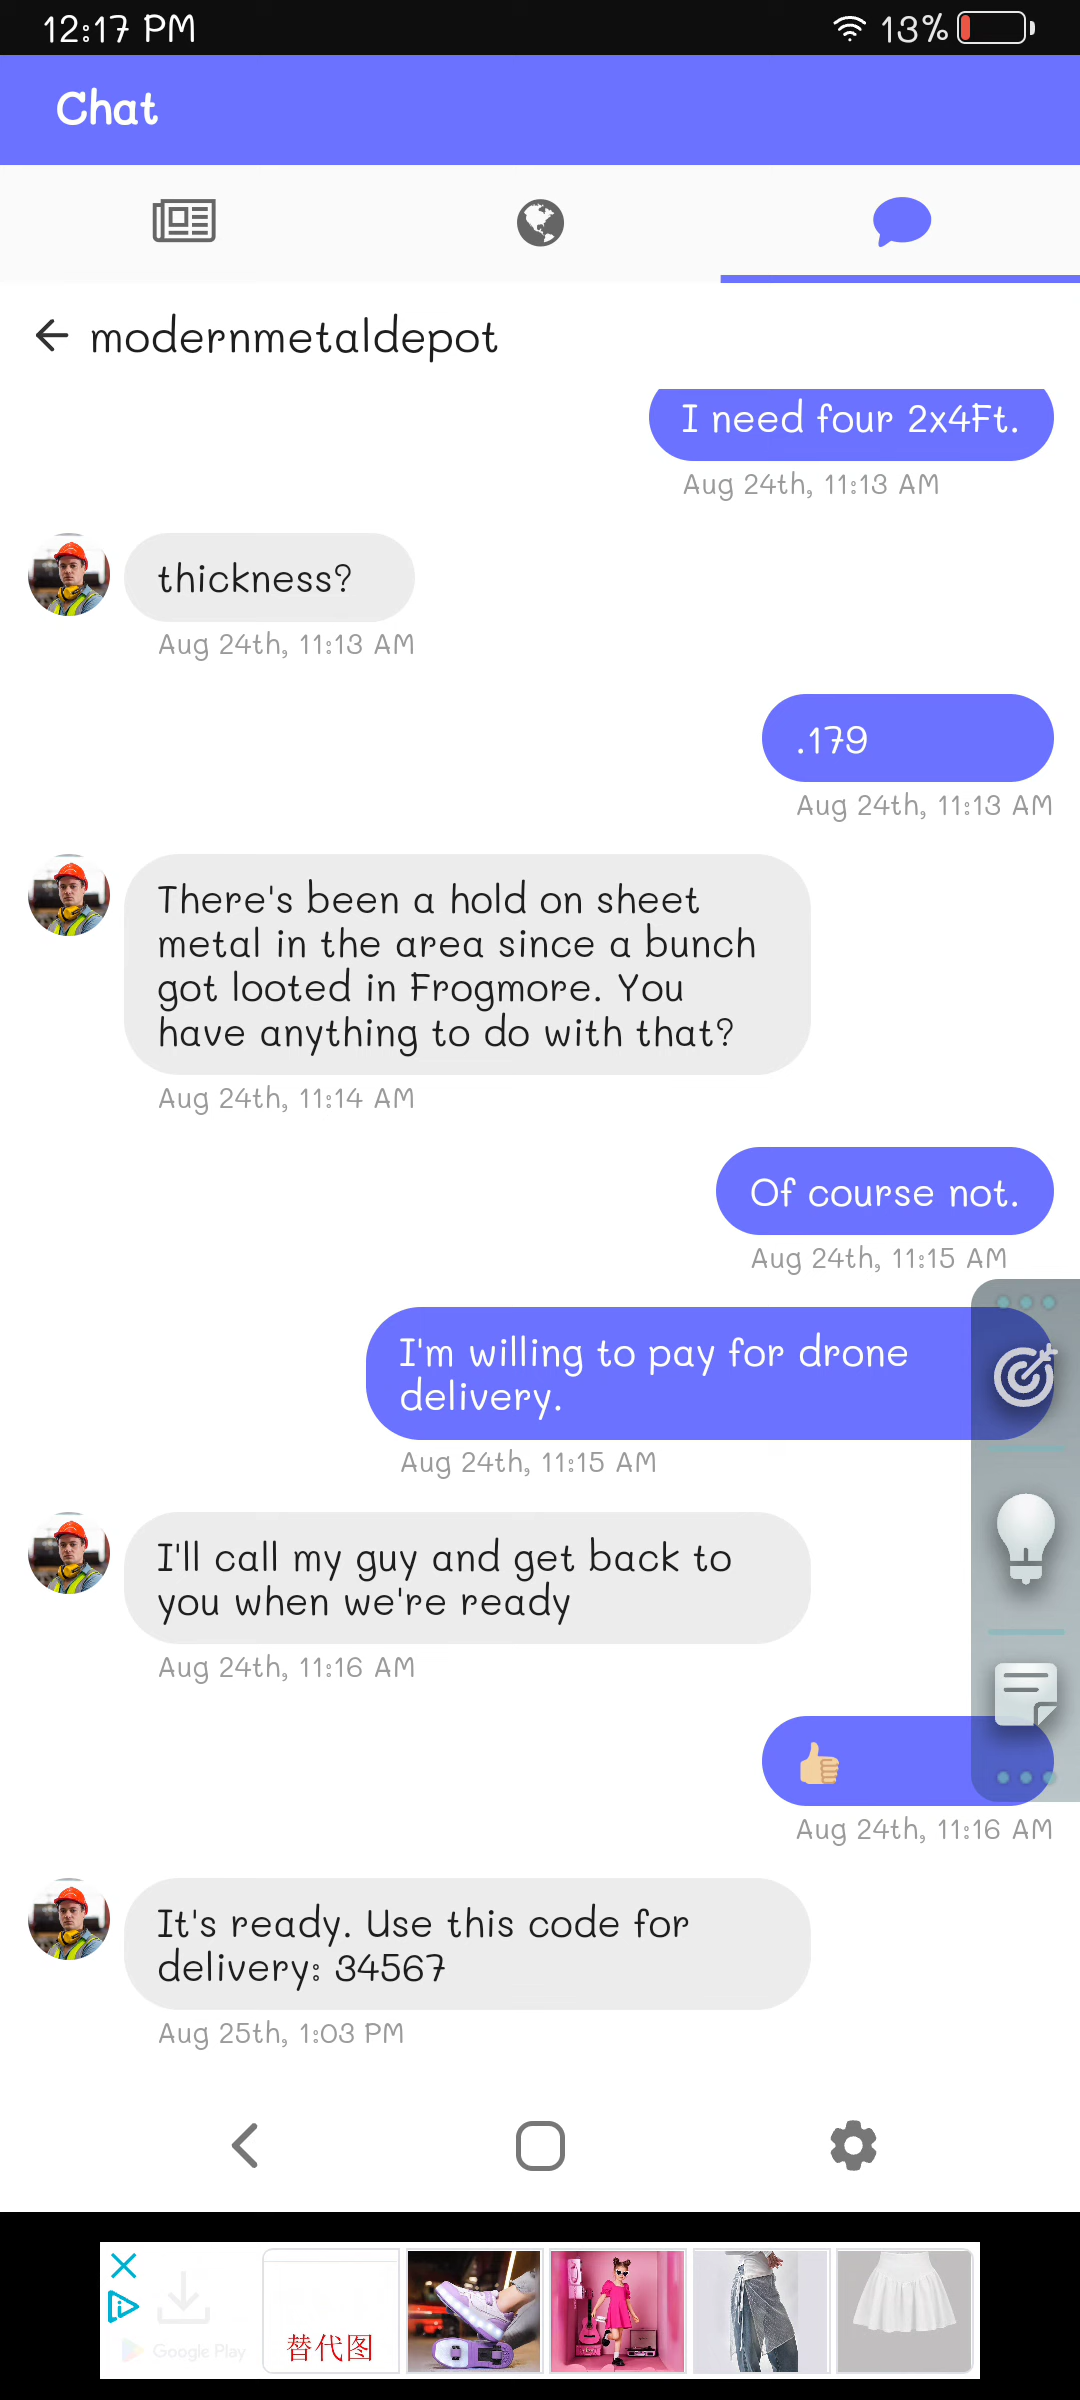 12:17 PM
13%
Chat
modernmetaldepot
I need four 2x4Ft.
Aug 24th, 11:13 AM
thickness?
Aug 24th, 11:13 AM
.179
Aug 24th, 11:13 AM
There's been a hold on sheet
metal in the area since a bunch
got looted in Frogmore. You
have anything to do with that?
Aug 24th, 11:14 AM
Of course not.
Aug 24th, 11:15 AM
I'm willing to pay for drone
delivery.
Aug 24th, 11:15 AM
I'll call my guy and get back to
you when we're ready
Aug 24th, 11:16 AM
👍🏼
Aug 24th, 11:16 AM
It's ready. Use this code for
delivery: 34567
Aug 25th, 1:03 PM
Google Play
替代图